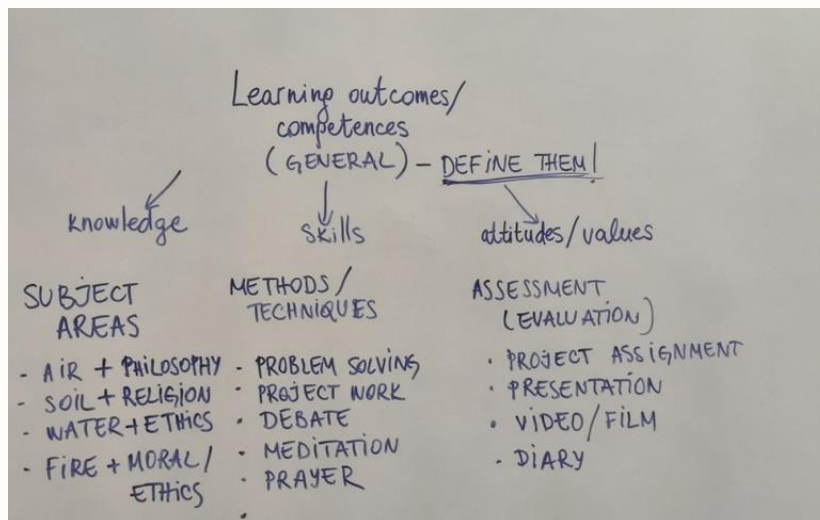 Learning outcomes/
competences
(GENERAL) - DEFINE THEM!
knowledge
skills
attitudes/values
SUBJECT
AREAS
- AIR + PHILOSOPHY
- SOIL + RELIGION
- WATER + ETHICS
- FIRE + MORAL/
ETHICS
METHODS/
TECHNIQUES
- PROBLEM SOLVING
- PROJECT WORK
• DEBATE
• MEDITATION
• PRAYER
•
ASSESSMENT
(EVALUATION)
• PROJECT ASSIGNMENT
• PRESENTATION
• VIDEO/FILM
- DIARY